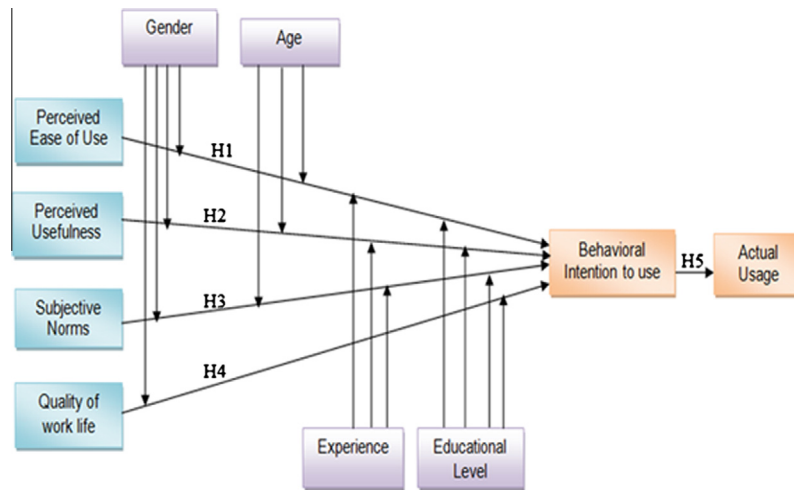 Gender
Age
Perceived
Ease of Use
H1
Perceived
Usefulness
H2
Behavioral
Intention to use
H5
Actual
Usage
Subjective
Norms
H3
H4
Quality of
work life
Experience
Educational
Level